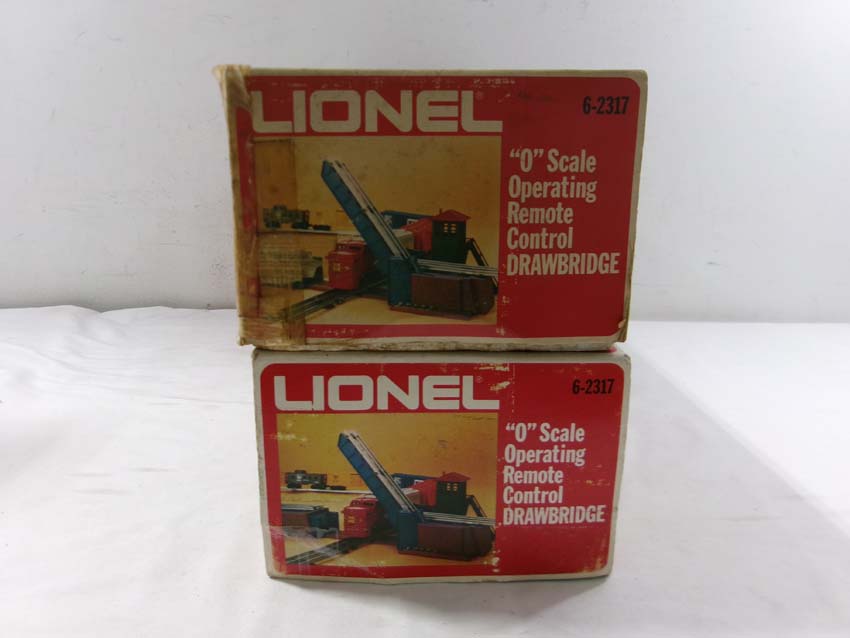 LIONEL®
6-2317
"O" Scale
Operating
Remote
Control
DRAWBRIDGE
LIONEL®
6-2317
"O" Scale
Operating
Remote
Control
DRAWBRIDGE